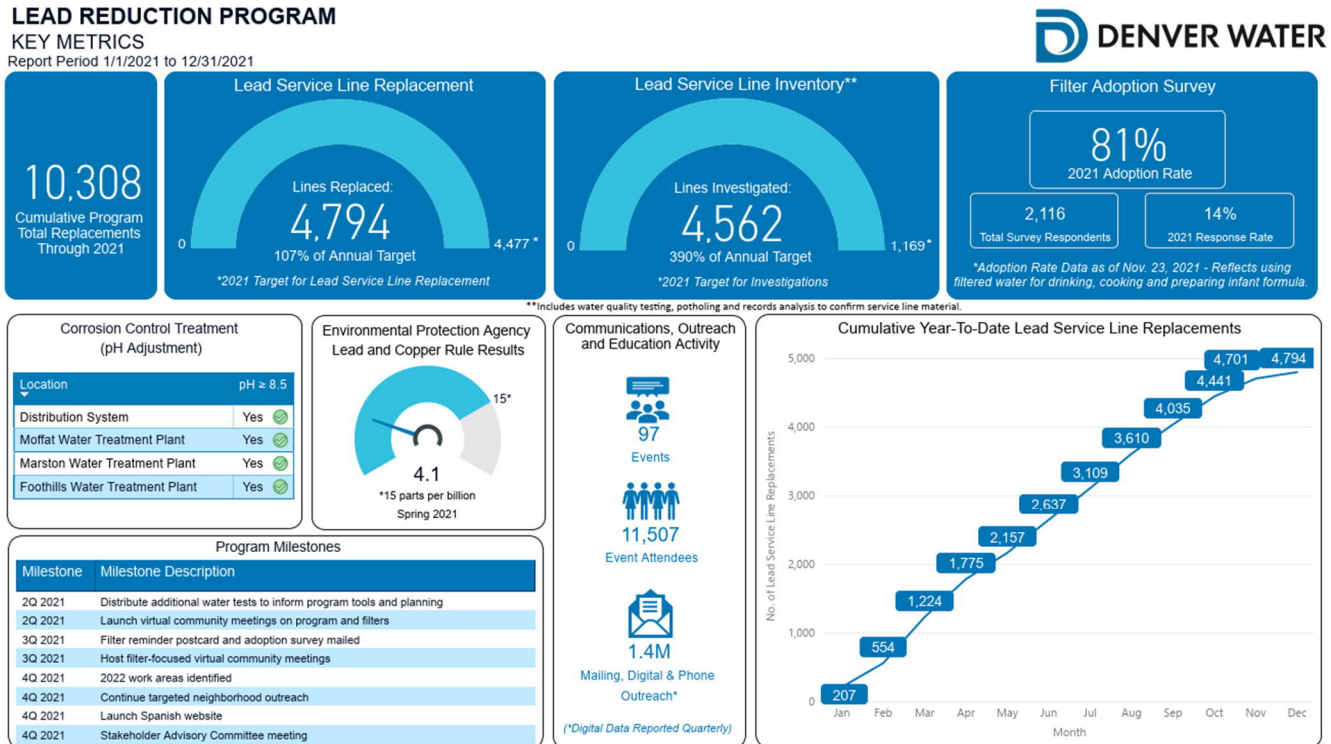 LEAD REDUCTION PROGRAM
KEY METRICS
Report Period 1/1/2021 to 12/31/2021
DENVER WATER
10,308
Cumulative Program
Total Replacements
Through 2021
Lead Service Line Replacement
Lines Replaced:
4,794
107% of Annual Target
0
4,477 *
*2021 Target for Lead Service Line Replacement
Lead Service Line Inventory**
Lines Investigated:
4,562
390% of Annual Target
0
1,169*
*2021 Target for Investigations
Filter Adoption Survey
81%
2021 Adoption Rate
2,116
Total Survey Respondents
14%
2021 Response Rate
*Adoption Rate Data as of Nov. 23, 2021 - Reflects using
filtered water for drinking, cooking and preparing infant formula.
**Includes water quality testing, potholing and records analysis to confirm service line material.
Corrosion Control Treatment
(pH Adjustment)
Location pH ≥ 8.5
Distribution System Yes
Moffat Water Treatment Plant Yes
Marston Water Treatment Plant Yes
Foothills Water Treatment Plant Yes
Environmental Protection Agency
Lead and Copper Rule Results
15*
4.1
*15 parts per billion
Spring 2021
Program Milestones
Milestone Milestone Description
2Q 2021 Distribute additional water tests to inform program tools and planning
2Q 2021 Launch virtual community meetings on program and filters
3Q 2021 Filter reminder postcard and adoption survey mailed
3Q 2021 Host filter-focused virtual community meetings
4Q 2021 2022 work areas identified
4Q 2021 Continue targeted neighborhood outreach
4Q 2021 Launch Spanish website
4Q 2021 Stakeholder Advisory Committee meeting
Communications, Outreach
and Education Activity
97
Events
11,507
Event Attendees
1.4M
Mailing, Digital & Phone
Outreach*
(*Digital Data Reported Quarterly)
Cumulative Year-To-Date Lead Service Line Replacements
No. of Lead Service Line Replacements
5,000
4,000
3,000
2,000
1,000
0
207
554
1,224
1,775
2,157
2,637
3,109
3,610
4,035
4,441
4,701
4,794
Jan Feb Mar Apr May Jun Jul Aug Sep Oct Nov Dec
Month